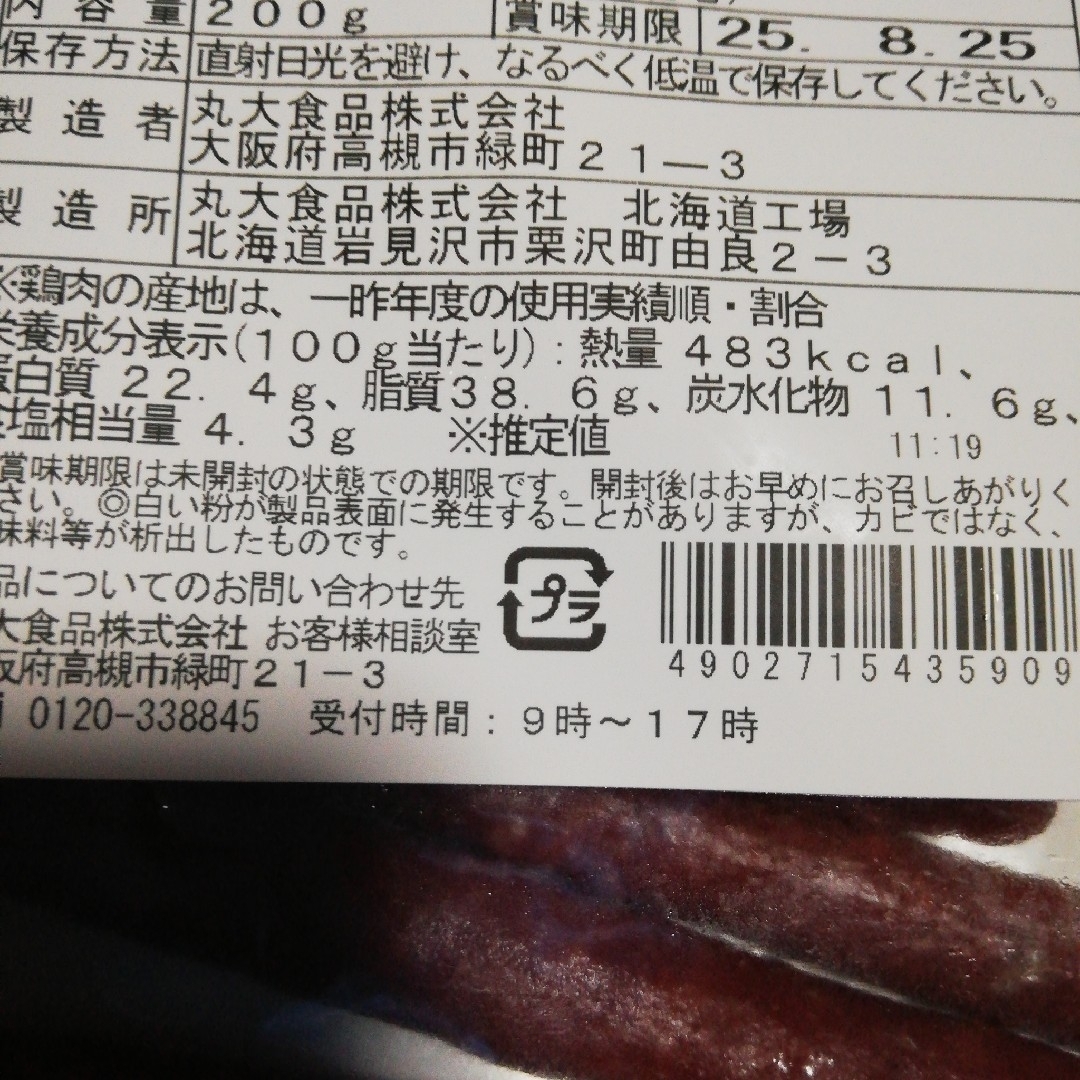 内容量 200g 賞味期限 25. 8. 25
保存方法 直射日光を避け、なるべく低温で保存してください。
製造者 丸大食品株式会社
大阪府高槻市緑町21－3
製造所 丸大食品株式会社 北海道工場
北海道岩見沢市栗沢町由良2－3
※鶏肉の産地は、一昨年度の使用実績順・割合
栄養成分表示(100g当たり)：熱量 483kcal、
蛋白質 22. 4g、脂質38. 6g、炭水化物 11. 6g、
食塩相当量 4. 3g ※推定値
11:19
賞味期限は未開封の状態での期限です。開封後はお早めにお召しあがりく
ださい。◎白い粉が製品表面に発生することがありますが、カビではなく、
味料等が析出したものです。
品についてのお問い合わせ先
大食品株式会社 お客様相談室
阪府高槻市緑町21－3
0120-338845 受付時間：9時～17時
プラ
4902715435909